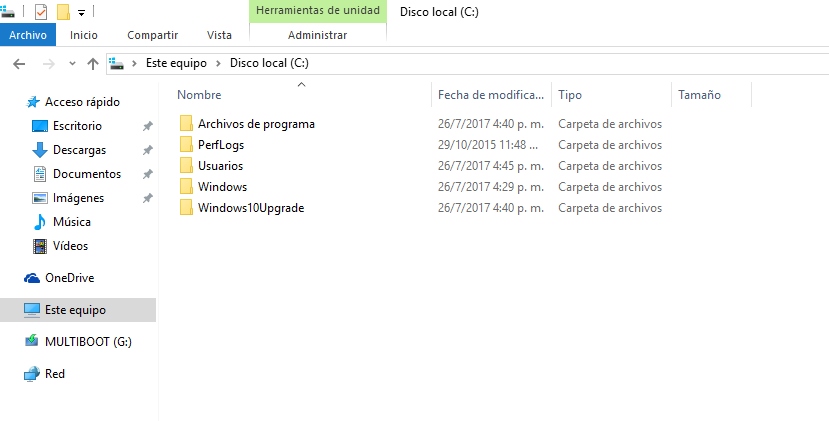 Herramientas de unidad Disco local (C:)
Archivo Inicio Compartir Vista Administrar
Este equipo Disco local (C:)
Nombre Fecha de modifica... Tipo Tamaño
Acceso rápido
Escritorio
Descargas
Documentos
Imágenes
Música
Vídeos
OneDrive
Este equipo
MULTIBOOT (G:)
Red
Archivos de programa 26/7/2017 4:40 p. m. Carpeta de archivos
PerfLogs 29/10/2015 11:48 ... Carpeta de archivos
Usuarios 26/7/2017 4:45 p. m. Carpeta de archivos
Windows 26/7/2017 4:29 p. m. Carpeta de archivos
Windows10Upgrade 26/7/2017 4:40 p. m. Carpeta de archivos